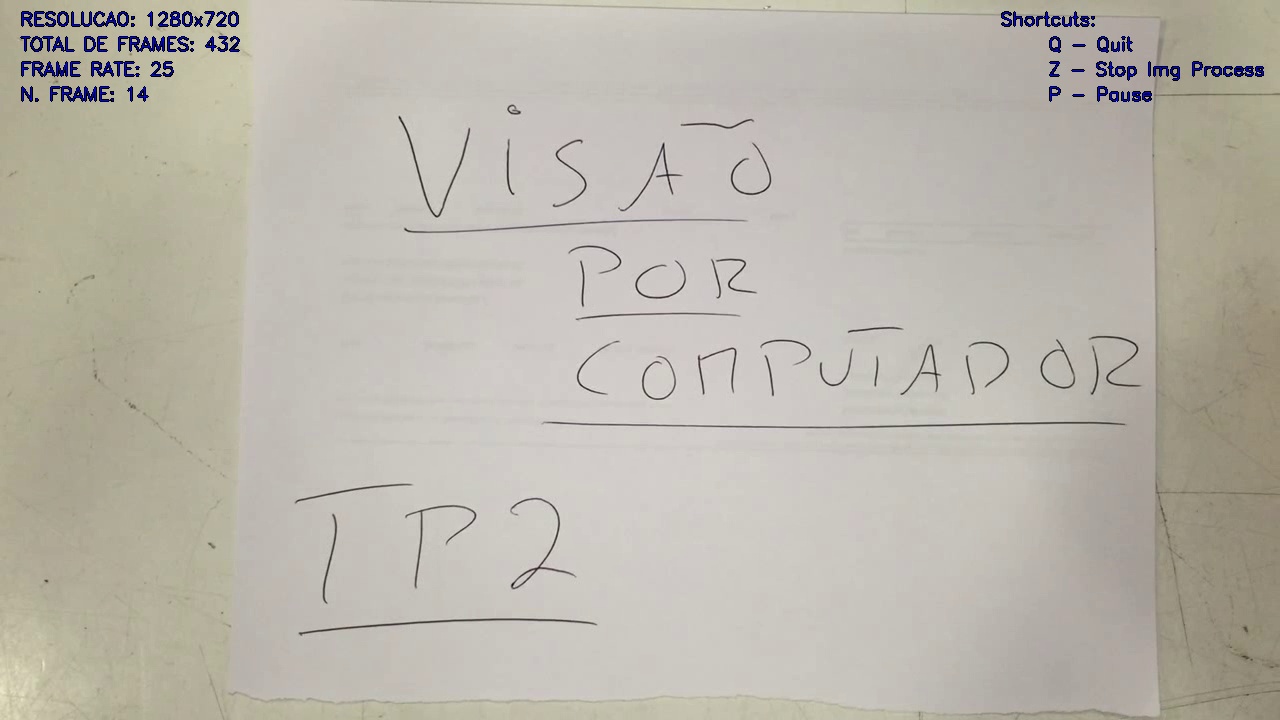 RESOLUCAO: 1280x720
TOTAL DE FRAMES: 432
FRAME RATE: 25
N. FRAME: 14
Shortcuts:
Q - Quit
Z - Stop Img Process
P - Pause
VISÃO
POR
COMPUTADOR
TP2